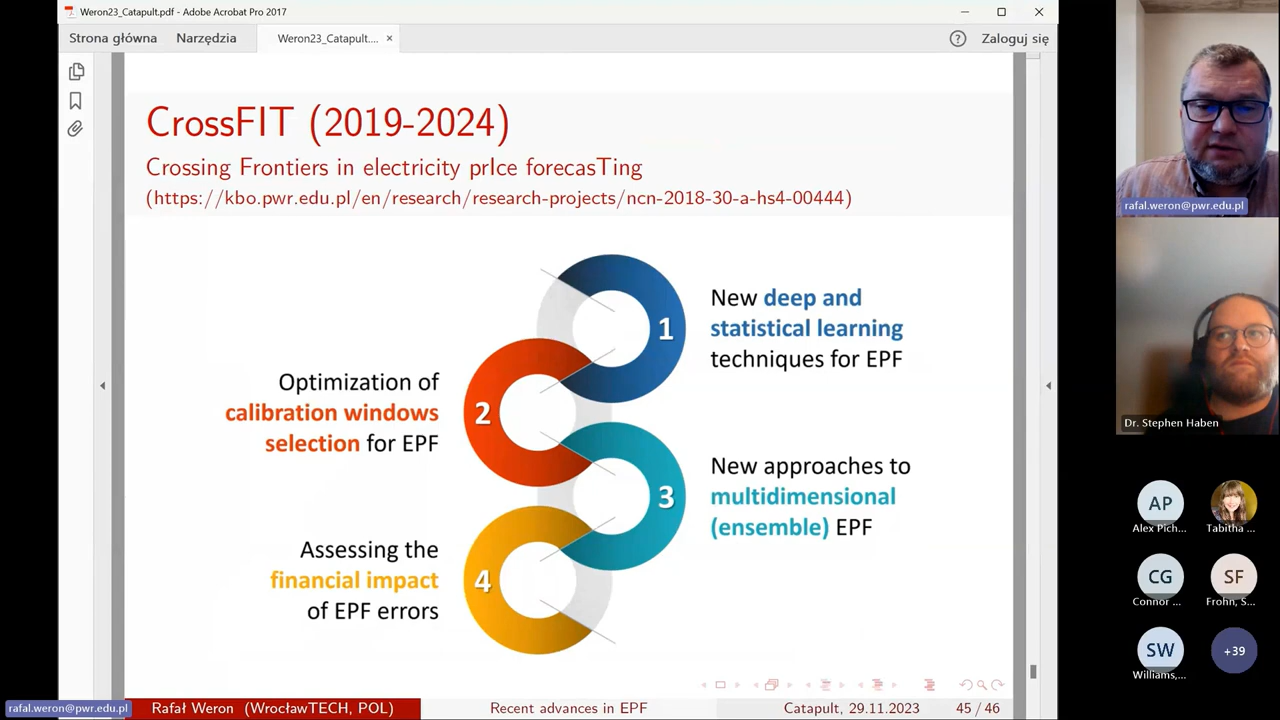 Weron23_Catapult.pdf - Adobe Acrobat Pro 2017
Strona główna
Narzędzia
Weron23_Catapult....
×
?
Zaloguj się
CrossFIT (2019-2024)
Crossing Frontiers in electricity prIce forecasTing
(https://kbo.pwr.edu.pl/en/research/research-projects/ncn-2018-30-a-hs4-00444)
1
New deep and
statistical learning
techniques for EPF
2
Optimization of
calibration windows
selection for EPF
3
New approaches to
multidimensional
(ensemble) EPF
4
Assessing the
financial impact
of EPF errors
Rafał Weron (WrocławTECH, POL)
Recent advances in EPF
Catapult, 29.11.2023
45 / 46
rafal.weron@pwr.edu.pl
rafal.weron@pwr.edu.pl
Dr. Stephen Haben
AP
Alex Pich...
Tabitha ...
CG
Connor ...
SF
Frohn, S...
SW
Williams,...
+39